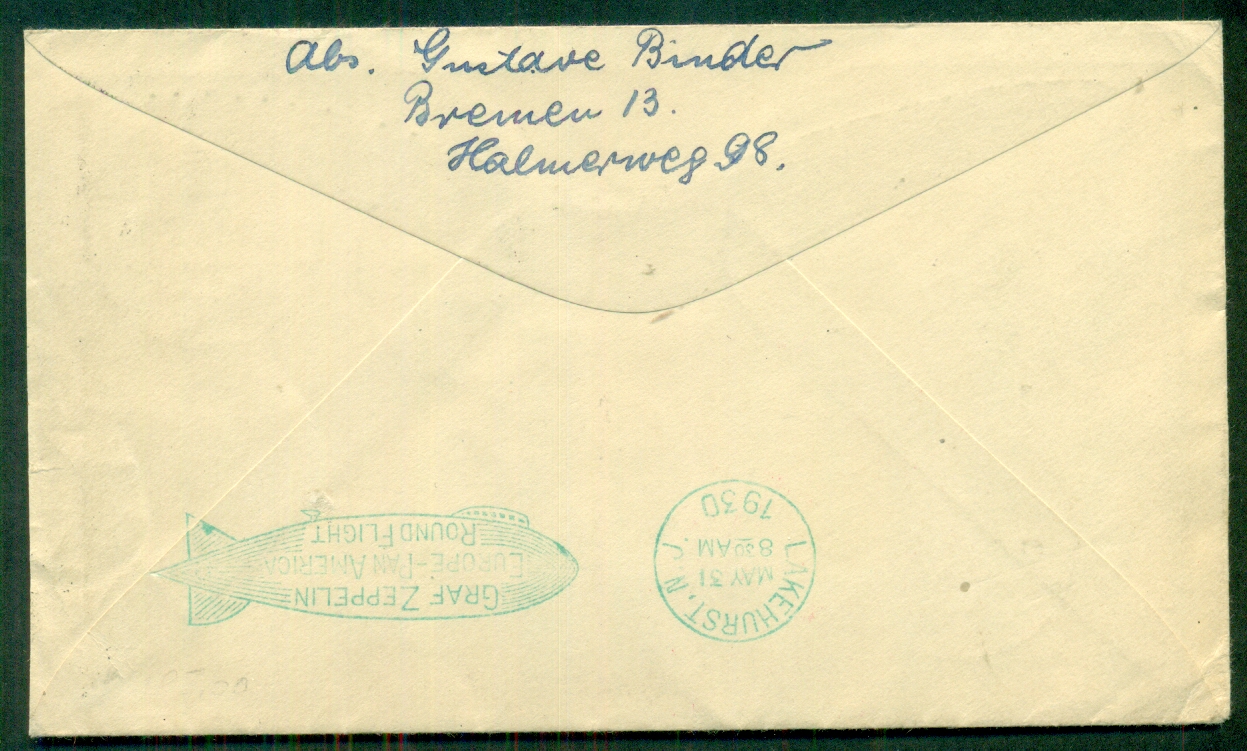 Abs. Gustave Binder
Bremen 13.
Halmerweg 98.
GRAF ZEPPELIN
EUROPE-PAN AMERICA
ROUND FLIGHT
LAKEHURST, N.J.
MAY 31
8 30 AM
1930